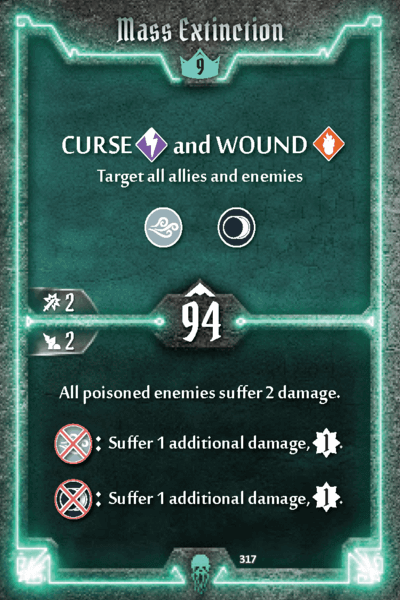 Mass Extinction
9
CURSE and WOUND
Target all allies and enemies
2
94
2
All poisoned enemies suffer 2 damage.
: Suffer 1 additional damage, 1.
: Suffer 1 additional damage, 1.
317